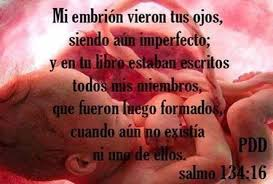 Mi embrión vieron tus ojos,
siendo aún imperfecto;
y en tu libro estaban escritos
todos mis miembros,
que fueron luego formados,
cuando aún no existía
ni uno de ellos.
PDD
salmo 134:16